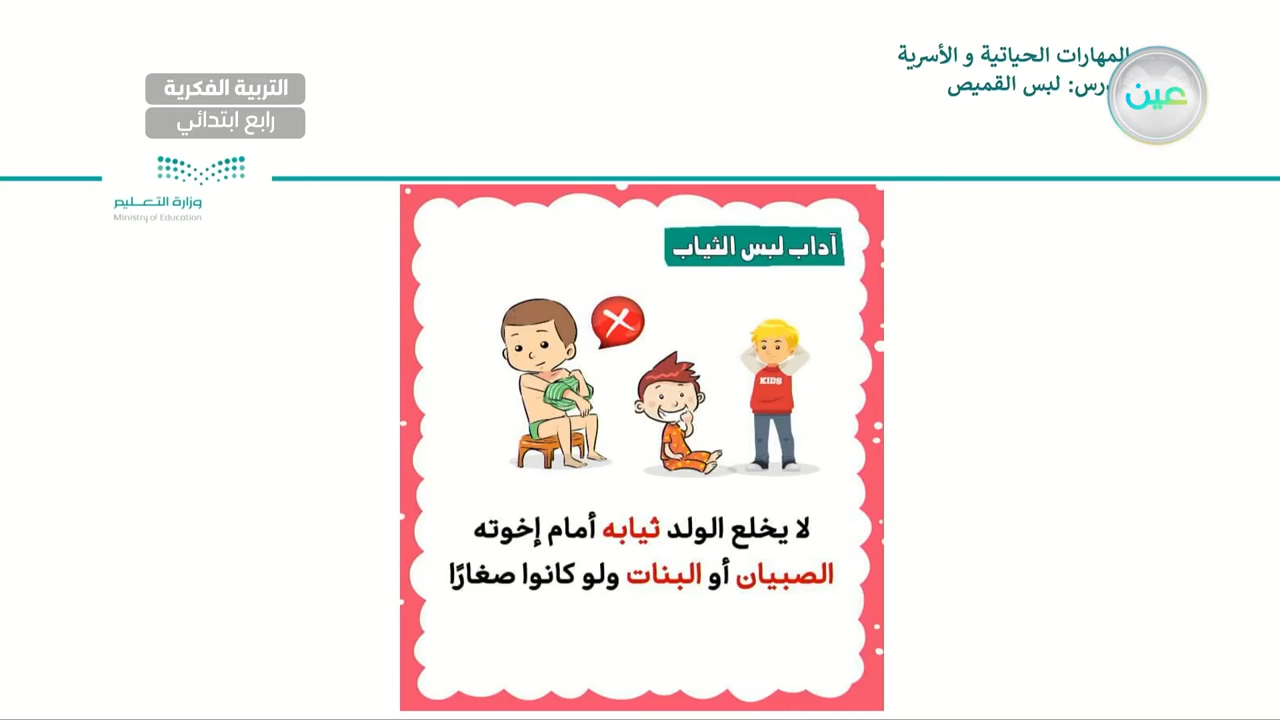 المهارات الحياتية و الأسرية
درس: لبس القميص
عين
التربية الفكرية
رابع ابتدائي
وزارة التعليم
Ministry of Education
آداب لبس الثياب
KIDS
لا يخلع الولد ثيابه أمام إخوته
الصبيان أو البنات ولو كانوا صغارًا